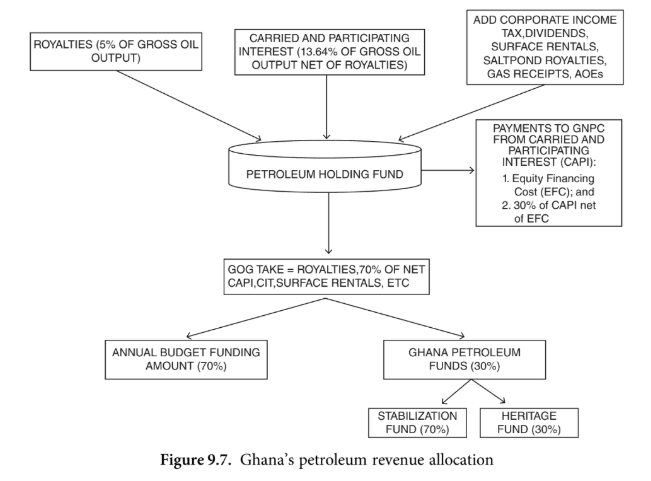 ROYALTIES (5% OF GROSS OIL
OUTPUT)
CARRIED AND PARTICIPATING
INTEREST (13.64% OF GROSS OIL
OUTPUT NET OF ROYALTIES)
ADD CORPORATE INCOME
TAX,DIVIDENDS,
SURFACE RENTALS,
SALTPOND ROYALTIES,
GAS RECEIPTS, AOEs
PETROLEUM HOLDING FUND
PAYMENTS TO GNPC
FROM CARRIED AND
PARTICIPATING
INTEREST (CAPI):
1. Equity Financing
Cost (EFC); and
2. 30% of CAPI net
of EFC
GOG TAKE = ROYALTIES,70% OF NET
CAPI,CIT,SURFACE RENTALS, ETC
ANNUAL BUDGET FUNDING
AMOUNT (70%)
GHANA PETROLEUM
FUNDS (30%)
STABILIZATION
FUND (70%)
HERITAGE
FUND (30%)
Figure 9.7. Ghana's petroleum revenue allocation